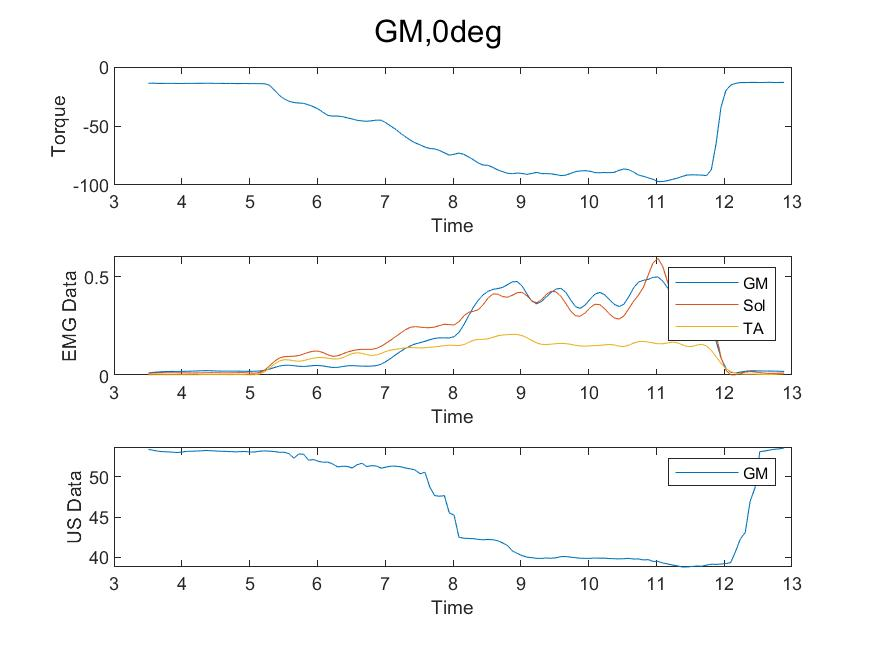 GM,0deg
0
-50
-100
Torque
3 4 5 6 7 8 9 10 11 12 13
Time
0.5
0
EMG Data
GM
Sol
TA
3 4 5 6 7 8 9 10 11 12 13
Time
50
45
40
US Data
GM
3 4 5 6 7 8 9 10 11 12 13
Time